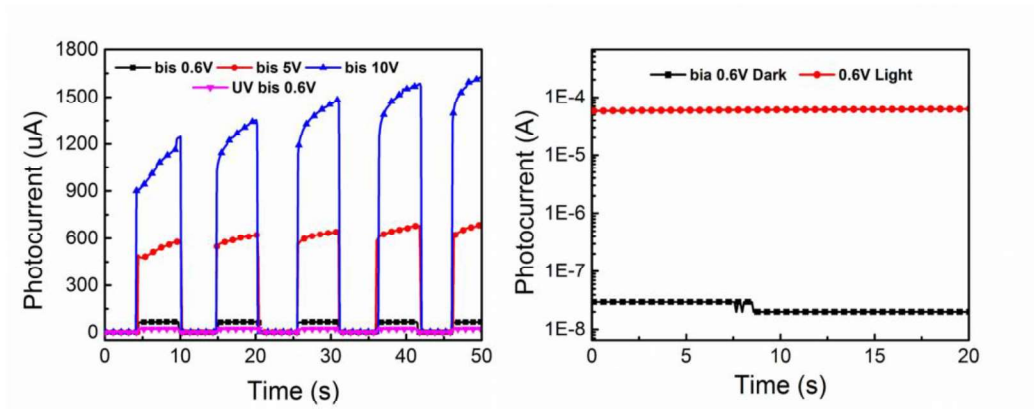 1800
1500
1200
900
600
300
0
Photocurrent (uA)
bis 0.6V bis 5V bis 10V
UV bis 0.6V
0 10 20 30 40 50
Time (s)
1E-4
1E-5
1E-6
1E-7
1E-8
Photocurrent (A)
bia 0.6V Dark 0.6V Light
0 5 10 15 20
Time (s)